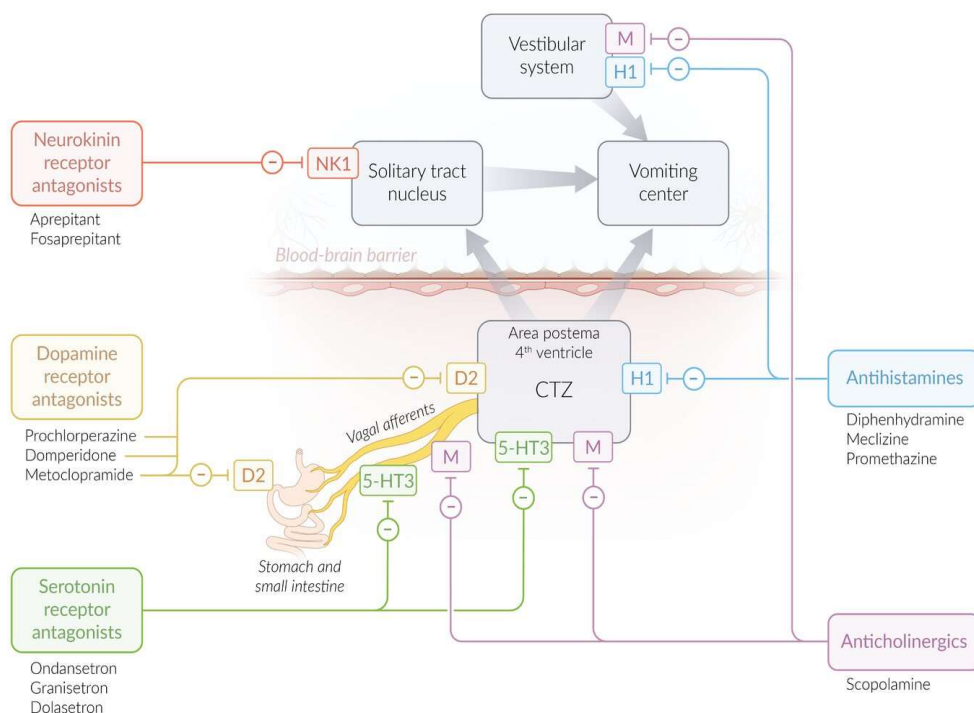 Vestibular
system
M
−
H1
−
Neurokinin
receptor
antagonists
Aprepitant
Fosaprepitant
−
NK1
Solitary tract
nucleus
Vomiting
center
Blood-brain barrier
Area postema
4th ventricle
CTZ
Dopamine
receptor
antagonists
Prochlorperazine
Domperidone
Metoclopramide
−
D2
−
D2
H1
−
Antihistamines
Diphenhydramine
Meclizine
Promethazine
Vagal afferents
5-HT3
M
5-HT3
M
−
−
−
−
Stomach and
small intestine
Serotonin
receptor
antagonists
Ondansetron
Granisetron
Dolasetron
Anticholinergics
Scopolamine